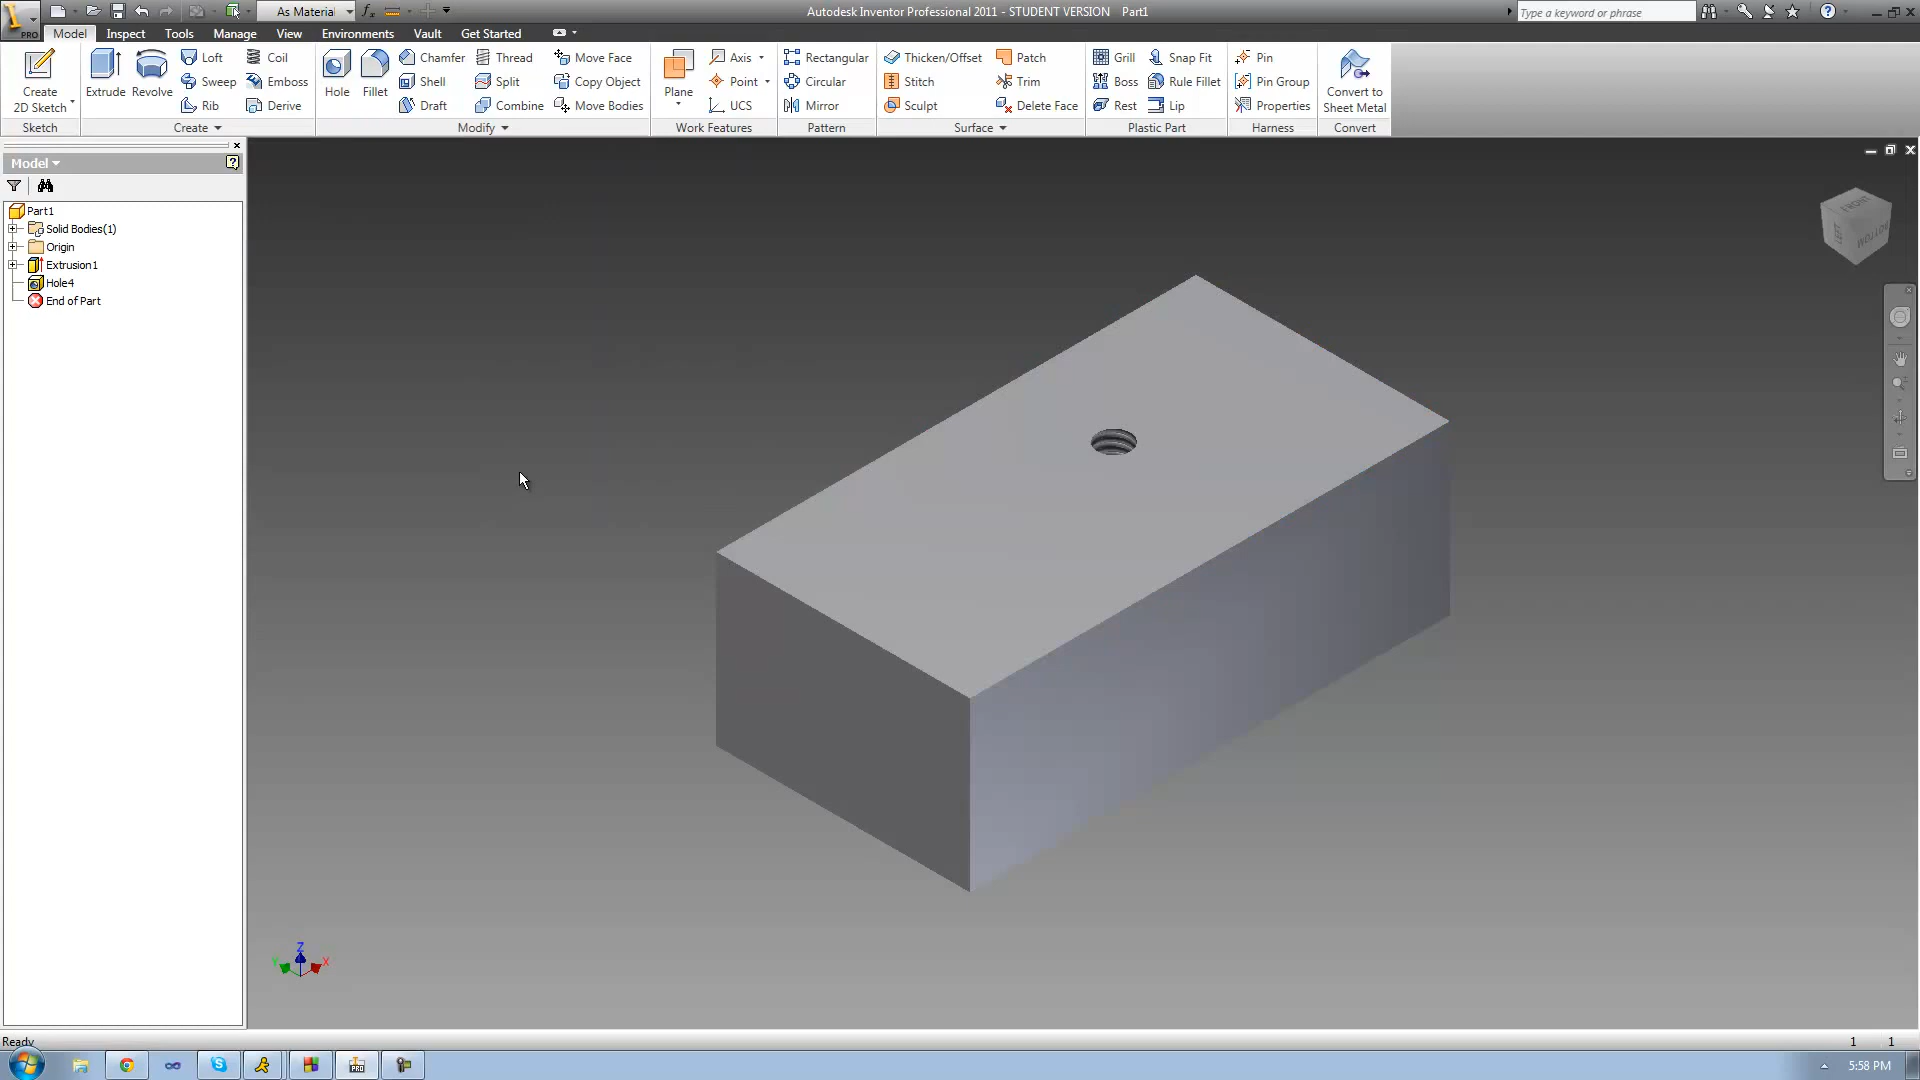 As Material
Autodesk Inventor Professional 2011 - STUDENT VERSION Part1
Type a keyword or phrase
PRO
Model Inspect Tools Manage View Environments Vault Get Started
Create
2D Sketch
Extrude
Revolve
Loft
Sweep
Rib
Coil
Emboss
Derive
Hole
Fillet
Chamfer
Shell
Draft
Thread
Split
Combine
Move Face
Copy Object
Move Bodies
Plane
Axis
Point
UCS
Rectangular
Circular
Mirror
Thicken/Offset
Stitch
Sculpt
Patch
Trim
Delete Face
Grill
Boss
Rest
Snap Fit
Rule Fillet
Lip
Pin
Pin Group
Properties
Convert to
Sheet Metal
Sketch Create Modify Work Features Pattern Surface Plastic Part Harness Convert
Model
Part1
Solid Bodies(1)
Origin
Extrusion1
Hole4
End of Part
FRONT
BOTTOM
Z
Y
X
Ready
1 1
PRO
5:58 PM